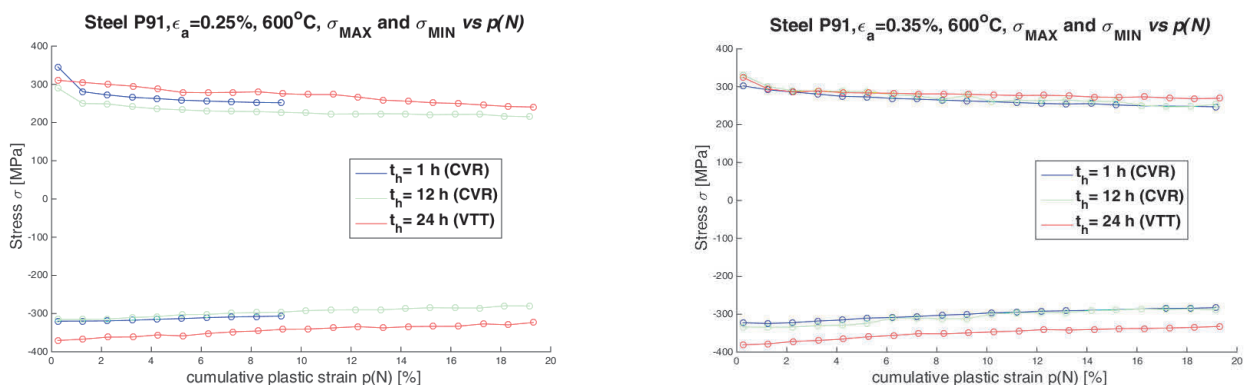 Steel P91,ϵa=0.25%, 600°C, σMAX and σMIN vs p(N)
400
300
200
100
0
-100
-200
-300
-400
Stress σ [MPa]
th= 1 h (CVR)
th= 12 h (CVR)
th= 24 h (VTT)
0 2 4 6 8 10 12 14 16 18 20
cumulative plastic strain p(N) [%]
Steel P91,ϵa=0.35%, 600°C, σMAX and σMIN vs p(N)
400
300
200
100
0
-100
-200
-300
-400
Stress σ [MPa]
th= 1 h (CVR)
th= 12 h (CVR)
th= 24 h (VTT)
0 2 4 6 8 10 12 14 16 18 20
cumulative plastic strain p(N) [%]